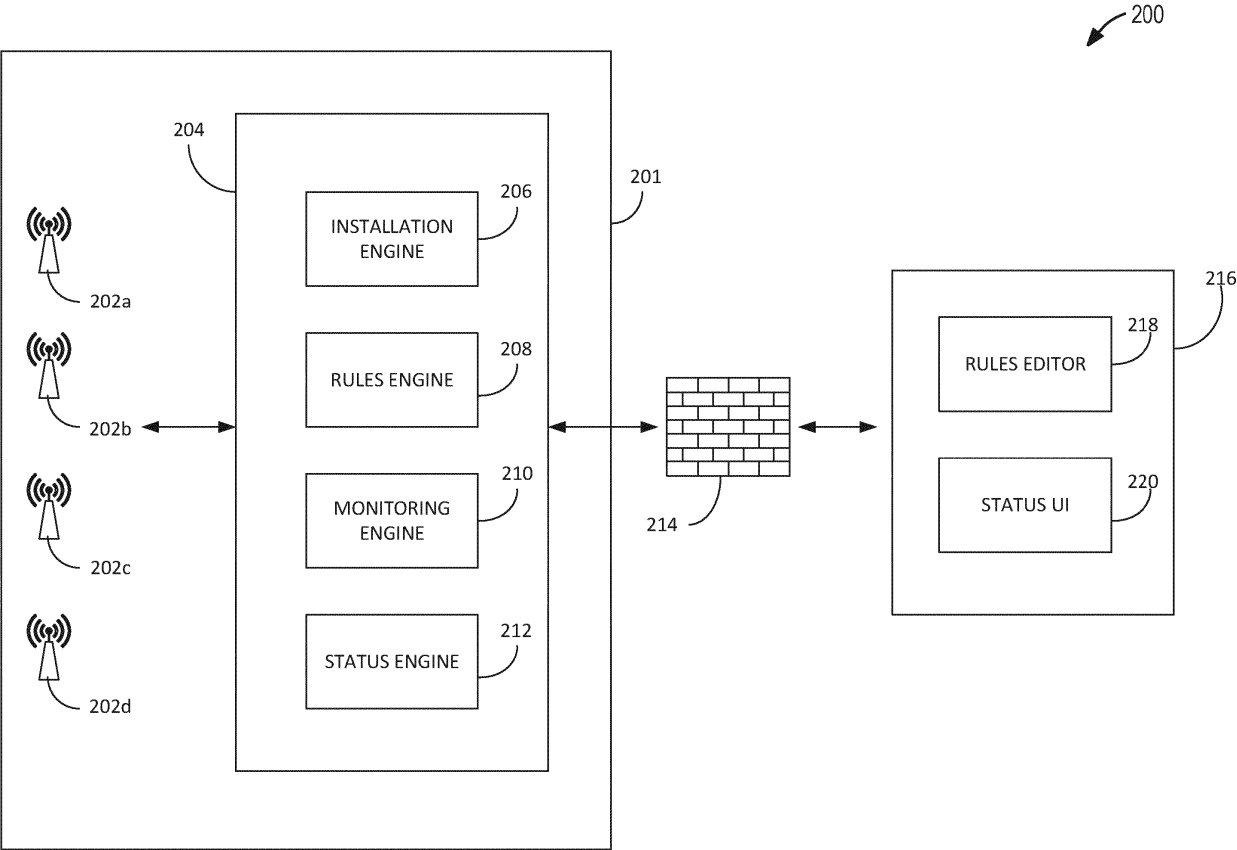 200
204
201
206
INSTALLATION
ENGINE
202a
216
218
RULES EDITOR
208
RULES ENGINE
202b
210
MONITORING
ENGINE
214
220
STATUS UI
202c
212
STATUS ENGINE
202d